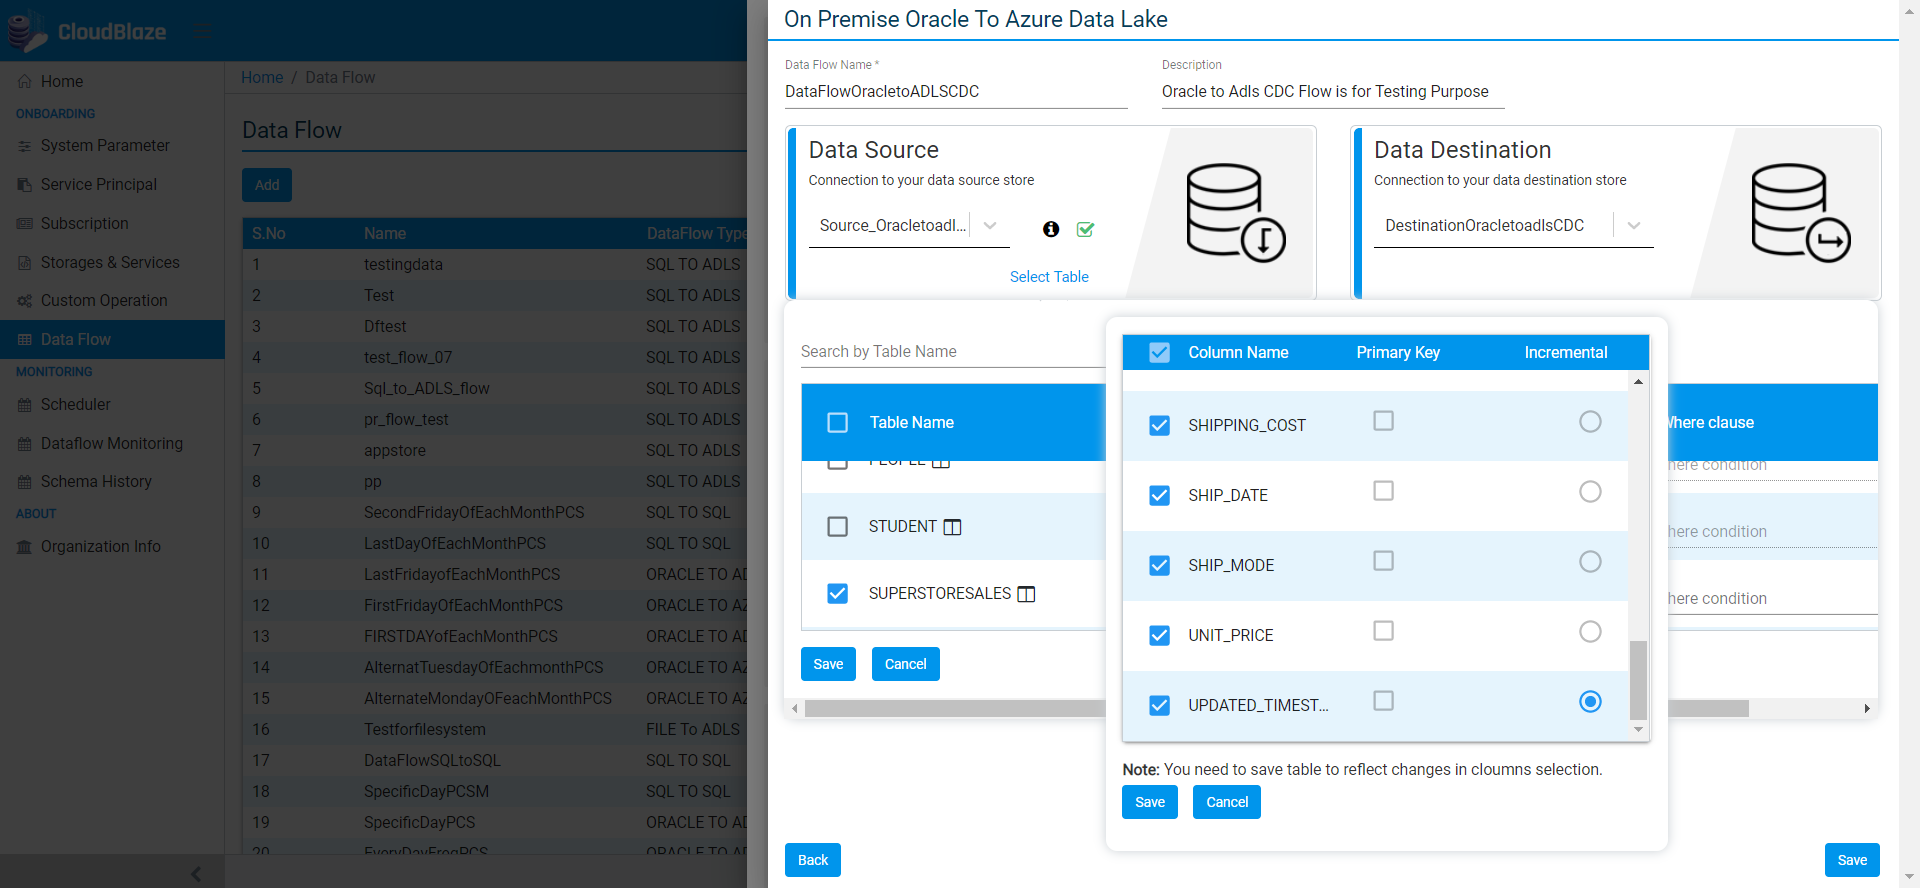 CloudBlaze
Home
ONBOARDING
System Parameter
Service Principal
Subscription
Storages & Services
Custom Operation
Data Flow
MONITORING
Scheduler
Dataflow Monitoring
Schema History
ABOUT
Organization Info
Home / Data Flow
Data Flow
Add
S.No Name DataFlow Type
1 testingdata SQL TO ADLS
2 Test SQL TO ADLS
3 Dftest SQL TO ADLS
4 test_flow_07 SQL TO ADLS
5 Sql_to_ADLS_flow SQL TO ADLS
6 pr_flow_test SQL TO ADLS
7 appstore SQL TO ADLS
8 pp SQL TO ADLS
9 SecondFridayOfEachMonthPCS SQL TO SQL
10 LastDayOfEachMonthPCS SQL TO SQL
11 LastFridayofEachMonthPCS ORACLE TO AD
12 FirstFridayOfEachMonthPCS ORACLE TO AZ
13 FIRSTDAYofEachMonthPCS ORACLE TO AD
14 AlternatTuesdayOfEachmonthPCS ORACLE TO AZ
15 AlternateMondayOFeachMonthPCS ORACLE TO AZ
16 Testforfilesystem FILE To ADLS
17 DataFlowSQLtoSQL SQL TO SQL
18 SpecificDayPCSM SQL TO SQL
19 SpecificDayPCS ORACLE TO AD
20 EveryDayFreqPCS ORACLE TO AD
On Premise Oracle To Azure Data Lake
Data Flow Name *
DataFlowOracletoADLSCDC
Description
Oracle to Adls CDC Flow is for Testing Purpose
Data Source
Connection to your data source store
Source_Oracletoadl...
Select Table
Data Destination
Connection to your data destination store
DestinationOracletoadlsCDC
Search by Table Name
Table Name
PEOPLE
STUDENT
SUPERSTORESALES
Save Cancel
Where clause
here condition
here condition
here condition
Column Name Primary Key Incremental
SHIPPING_COST
SHIP_DATE
SHIP_MODE
UNIT_PRICE
UPDATED_TIMEST...
Note: You need to save table to reflect changes in cloumns selection.
Save Cancel
Back
Save